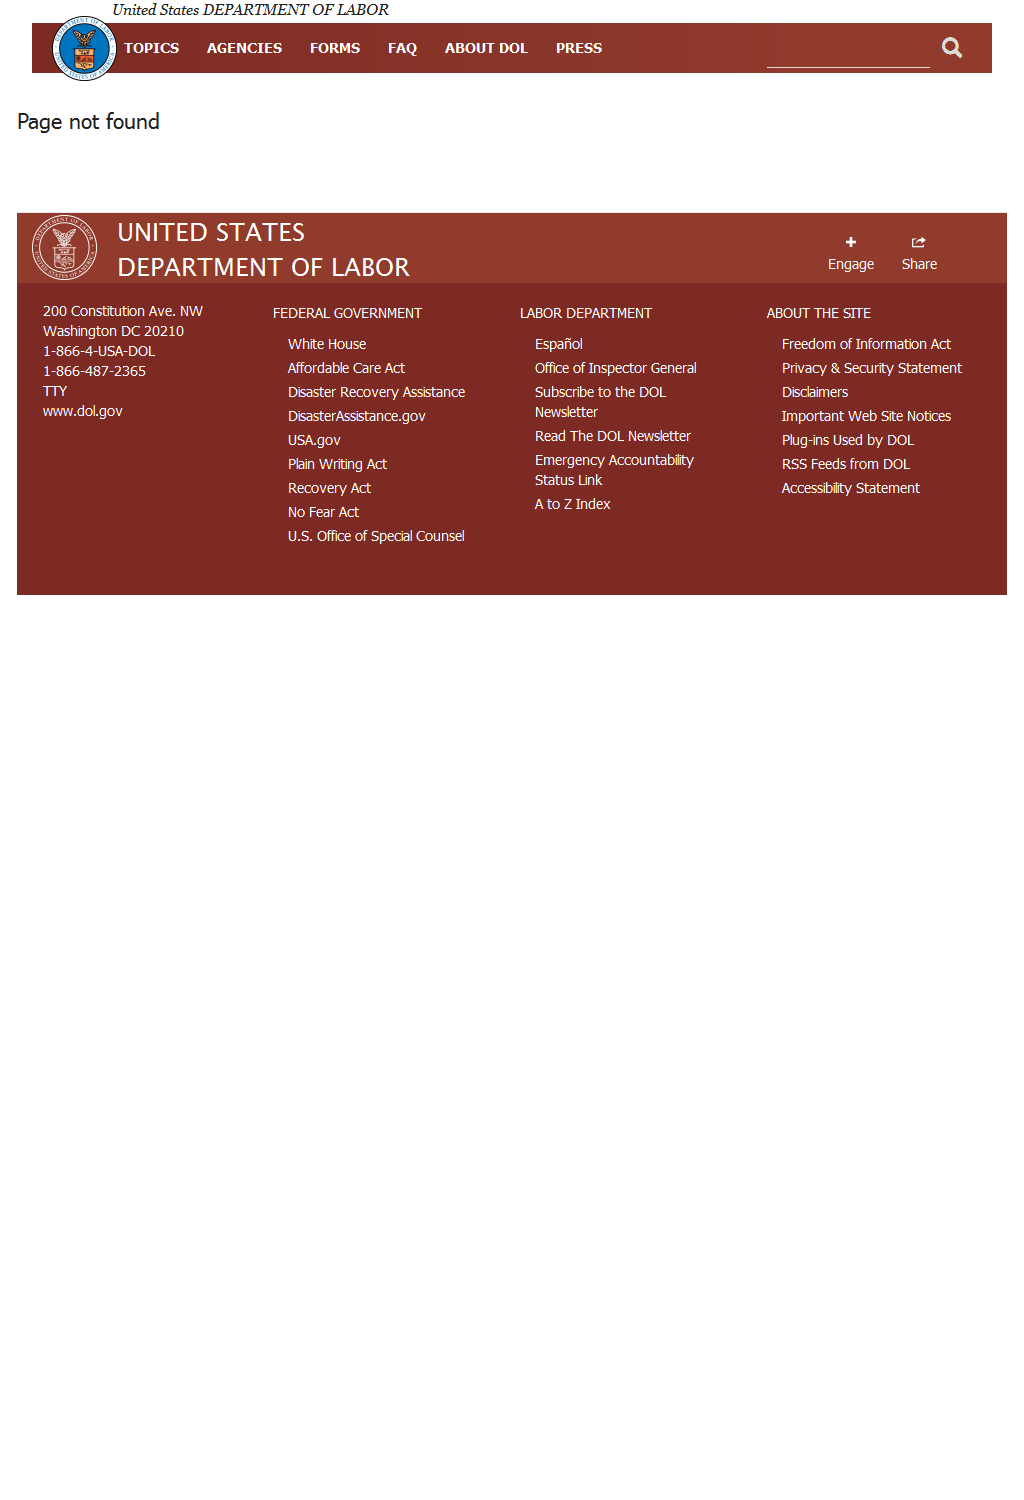 United States DEPARTMENT OF LABOR
TOPICS AGENCIES FORMS FAQ ABOUT DOL PRESS
Page not found
UNITED STATES
DEPARTMENT OF LABOR
Engage Share
200 Constitution Ave. NW
Washington DC 20210
1-866-4-USA-DOL
1-866-487-2365
TTY
www.dol.gov
FEDERAL GOVERNMENT
White House
Affordable Care Act
Disaster Recovery Assistance
DisasterAssistance.gov
USA.gov
Plain Writing Act
Recovery Act
No Fear Act
U.S. Office of Special Counsel
LABOR DEPARTMENT
Español
Office of Inspector General
Subscribe to the DOL
Newsletter
Read The DOL Newsletter
Emergency Accountability
Status Link
A to Z Index
ABOUT THE SITE
Freedom of Information Act
Privacy & Security Statement
Disclaimers
Important Web Site Notices
Plug-ins Used by DOL
RSS Feeds from DOL
Accessibility Statement